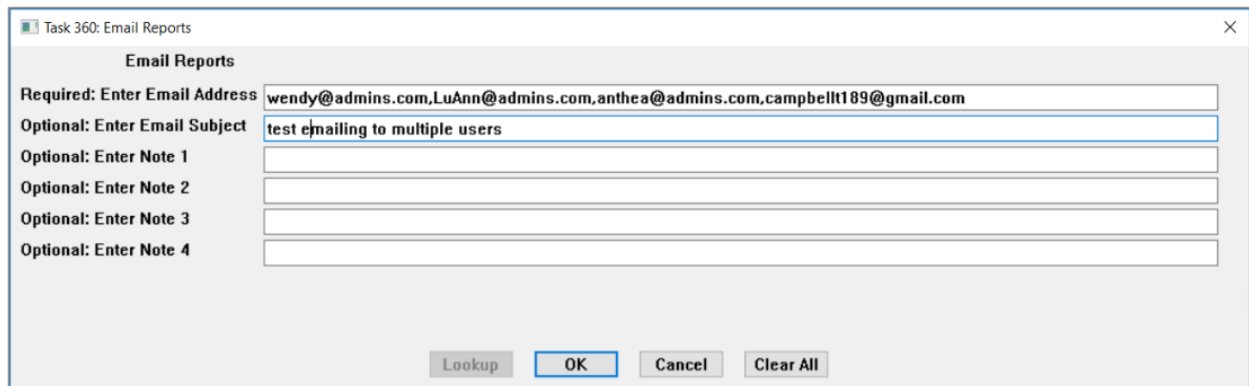 Task 360: Email Reports
Email Reports
Required: Enter Email Address wendy@admins.com,LuAnn@admins.com,anthea@admins.com,campbellt189@gmail.com
Optional: Enter Email Subject test emailing to multiple users
Optional: Enter Note 1
Optional: Enter Note 2
Optional: Enter Note 3
Optional: Enter Note 4
Lookup OK Cancel Clear All